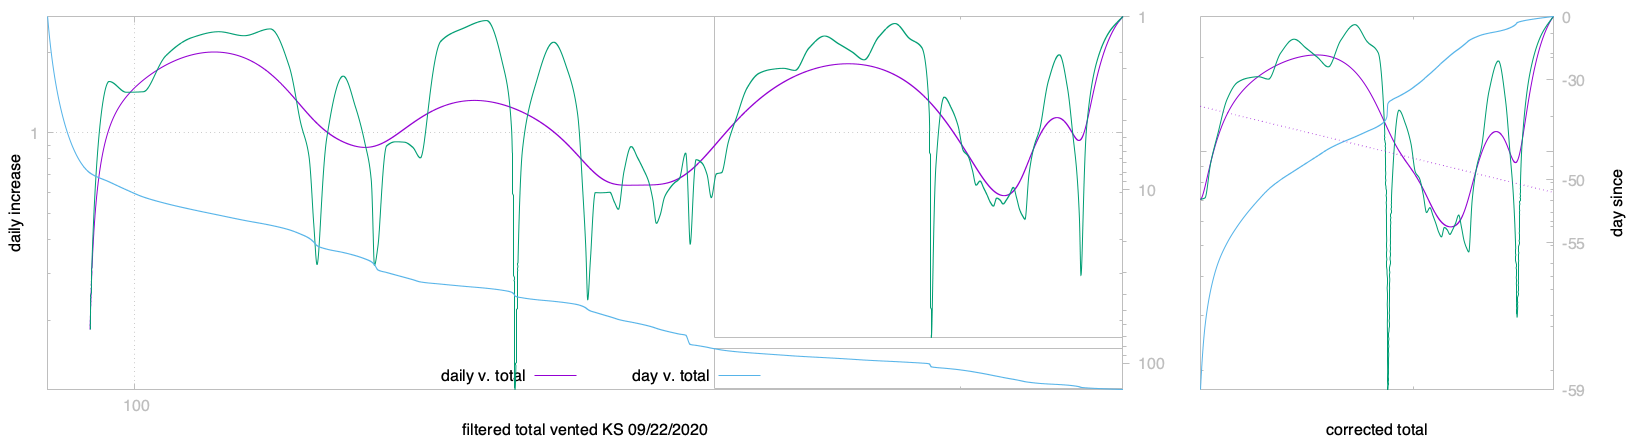 daily increase
1
100
daily v. total
day v. total
filtered total vented KS 09/22/2020
1
10
100
0
-30
-50
-55
-59
day since
corrected total